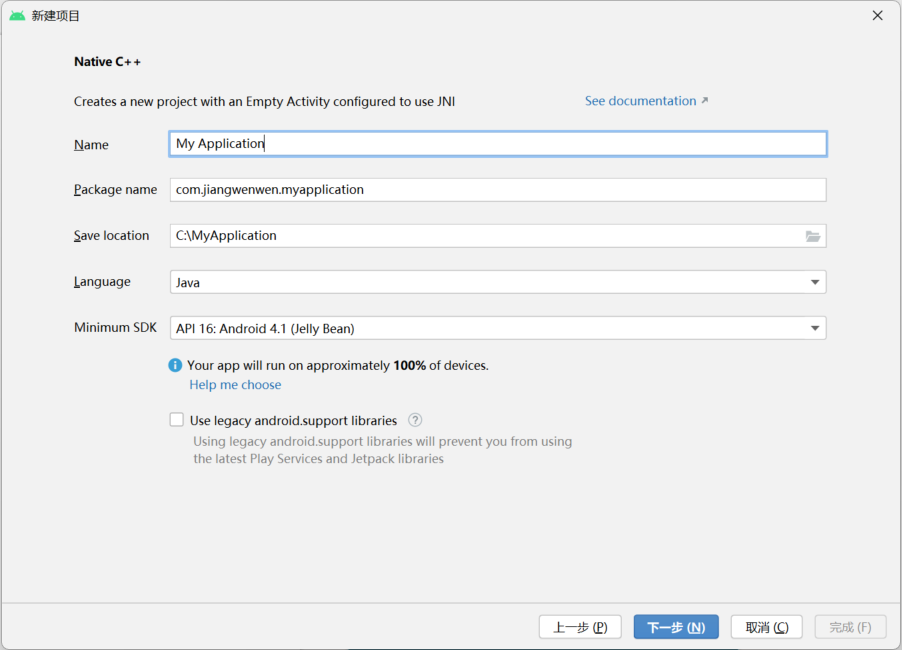 新建项目
Native C++
Creates a new project with an Empty Activity configured to use JNI
See documentation ↗
Name
My Application
Package name
com.jiangwenwen.myapplication
Save location
C:\MyApplication
Language
Java
Minimum SDK
API 16: Android 4.1 (Jelly Bean)
Your app will run on approximately 100% of devices.
Help me choose
Use legacy android.support libraries ?
Using legacy android.support libraries will prevent you from using
the latest Play Services and Jetpack libraries
上一步 (P)
下一步 (N)
取消 (C)
完成 (F)